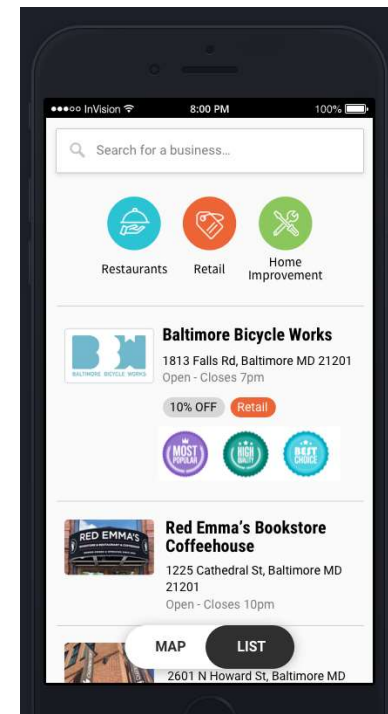 InVision 8:00 PM 100%
Search for a business...
Restaurants Retail Home
Improvement
BALTIMORE BICYCLE WORKS
Baltimore Bicycle Works
1813 Falls Rd, Baltimore MD 21201
Open - Closes 7pm
10% OFF Retail
MOST
POPULAR
HIGH
QUALITY
BEST
CHOICE
RED EMMA'S
Red Emma's Bookstore
Coffeehouse
1225 Cathedral St, Baltimore MD
21201
Open - Closes 10pm
MAP LIST
2601 N Howard St, Baltimore MD